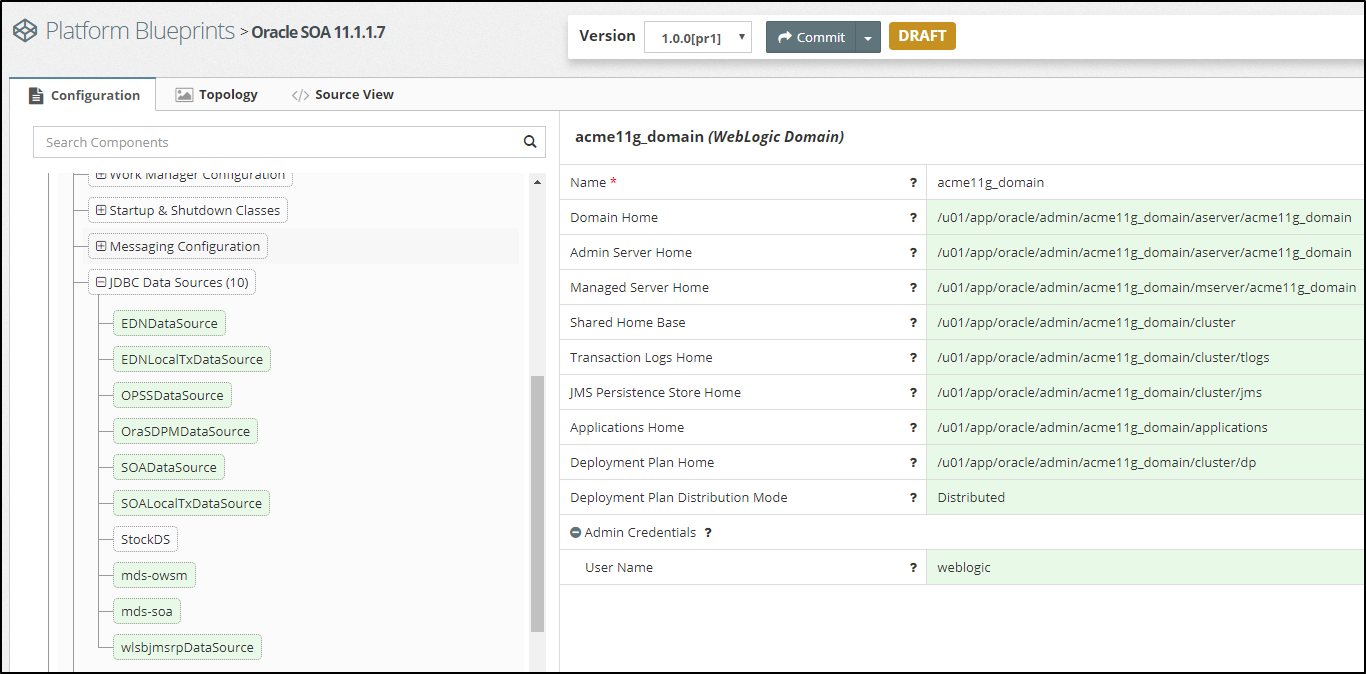 Platform Blueprints > Oracle SOA 11.1.1.7
Version 1.0.0[pr1] Commit DRAFT
Configuration Topology </> Source View
Search Components
Work Manager Configuration
Startup & Shutdown Classes
Messaging Configuration
JDBC Data Sources (10)
EDNDataSource
EDNLocalTxDataSource
OPSSDataSource
OraSDPMDataSource
SOADataSource
SOALocalTxDataSource
StockDS
mds-owsm
mds-soa
wlsbjmsrpDataSource
acme11g_domain (WebLogic Domain)
Name * ? acme11g_domain
Domain Home ? /u01/app/oracle/admin/acme11g_domain/aserver/acme11g_domain
Admin Server Home ? /u01/app/oracle/admin/acme11g_domain/aserver/acme11g_domain
Managed Server Home ? /u01/app/oracle/admin/acme11g_domain/mserver/acme11g_domain
Shared Home Base ? /u01/app/oracle/admin/acme11g_domain/cluster
Transaction Logs Home ? /u01/app/oracle/admin/acme11g_domain/cluster/tlogs
JMS Persistence Store Home ? /u01/app/oracle/admin/acme11g_domain/cluster/jms
Applications Home ? /u01/app/oracle/admin/acme11g_domain/applications
Deployment Plan Home ? /u01/app/oracle/admin/acme11g_domain/cluster/dp
Deployment Plan Distribution Mode ? Distributed
Admin Credentials ?
User Name ? weblogic